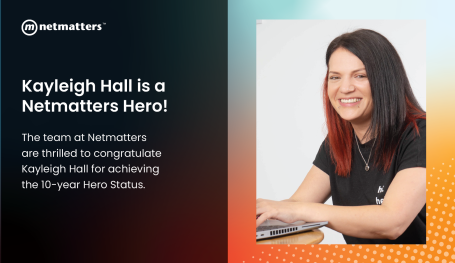 netmatters™
Kayleigh Hall is a
Netmatters Hero!
The team at Netmatters
are thrilled to congratulate
Kayleigh Hall for achieving
the 10-year Hero Status.